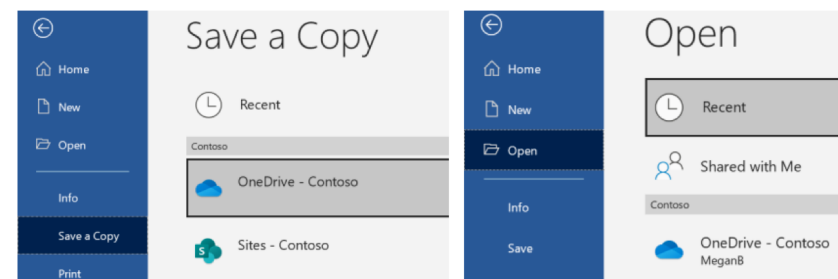 Save a Copy
Home
New
Open
Info
Save a Copy
Print
Recent
Contoso
OneDrive - Contoso
S
Sites - Contoso
Open
Home
New
Open
Info
Save
Recent
Shared with Me
Contoso
OneDrive - Contoso
MeganB